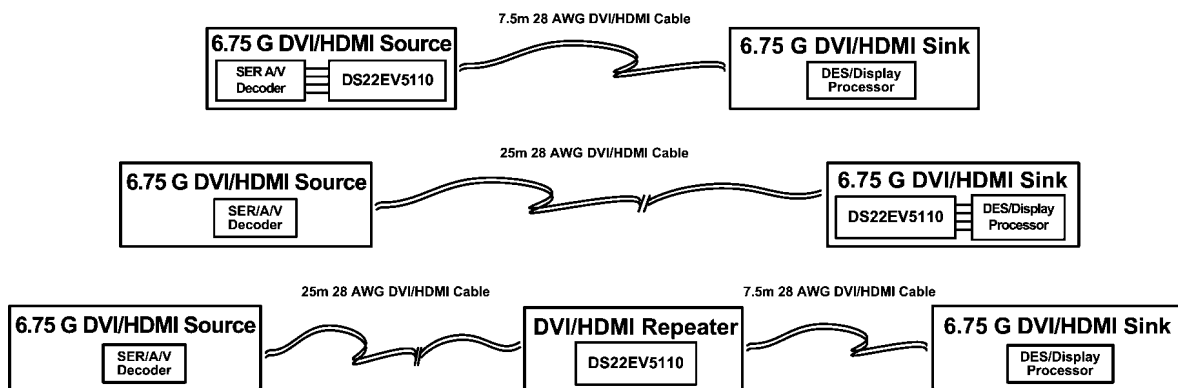 7.5m 28 AWG DVI/HDMI Cable
6.75 G DVI/HDMI Source
SER A/V
Decoder
DS22EV5110
6.75 G DVI/HDMI Sink
DES/Display
Processor
25m 28 AWG DVI/HDMI Cable
6.75 G DVI/HDMI Source
SER/A/V
Decoder
6.75 G DVI/HDMI Sink
DS22EV5110
DES/Display
Processor
25m 28 AWG DVI/HDMI Cable
7.5m 28 AWG DVI/HDMI Cable
6.75 G DVI/HDMI Source
SER/A/V
Decoder
DVI/HDMI Repeater
DS22EV5110
6.75 G DVI/HDMI Sink
DES/Display
Processor